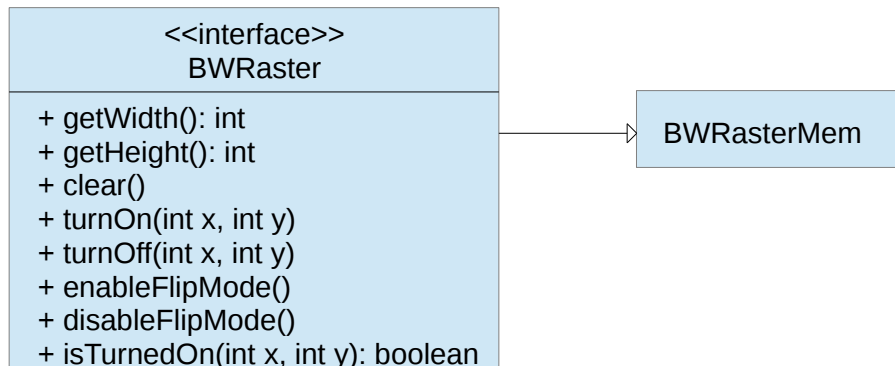 <<interface>>
BWRaster
+ getWidth(): int
+ getHeight(): int
+ clear()
+ turnOn(int x, int y)
+ turnOff(int x, int y)
+ enableFlipMode()
+ disableFlipMode()
+ isTurnedOn(int x, int y): boolean
BWRasterMem